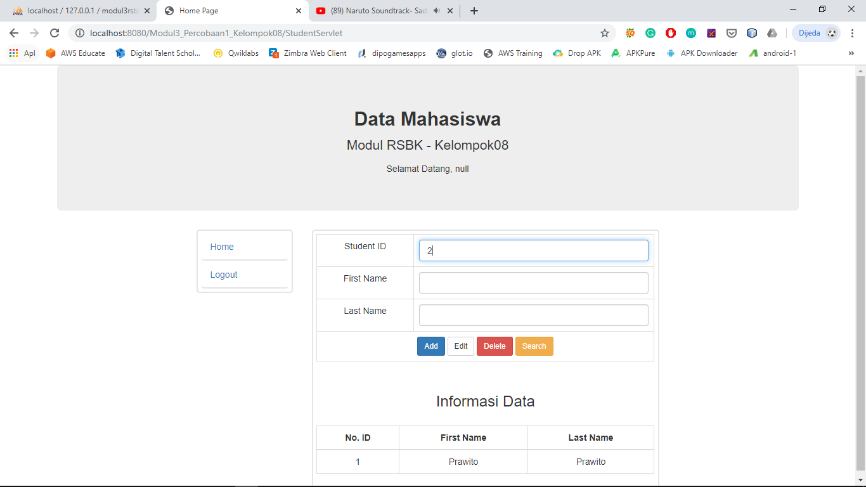 localhost / 127.0.0.1 / modul3rsb
Home Page
(89) Naruto Soundtrack- Sad
localhost:8080/Modul3_Percobaan1_Kelompok08/StudentServlet
Dijeda
Apl
AWS Educate
Digital Talent Schol...
Qwiklabs
Zimbra Web Client
dipogamesapps
glot.io
AWS Training
Drop APK
APKPure
APK Downloader
android-1
»
Data Mahasiswa
Modul RSBK - Kelompok08
Selamat Datang, null
Home
Logout
Student ID
2
First Name
Last Name
Add Edit Delete Search
Informasi Data
No. ID First Name Last Name
1 Prawito Prawito